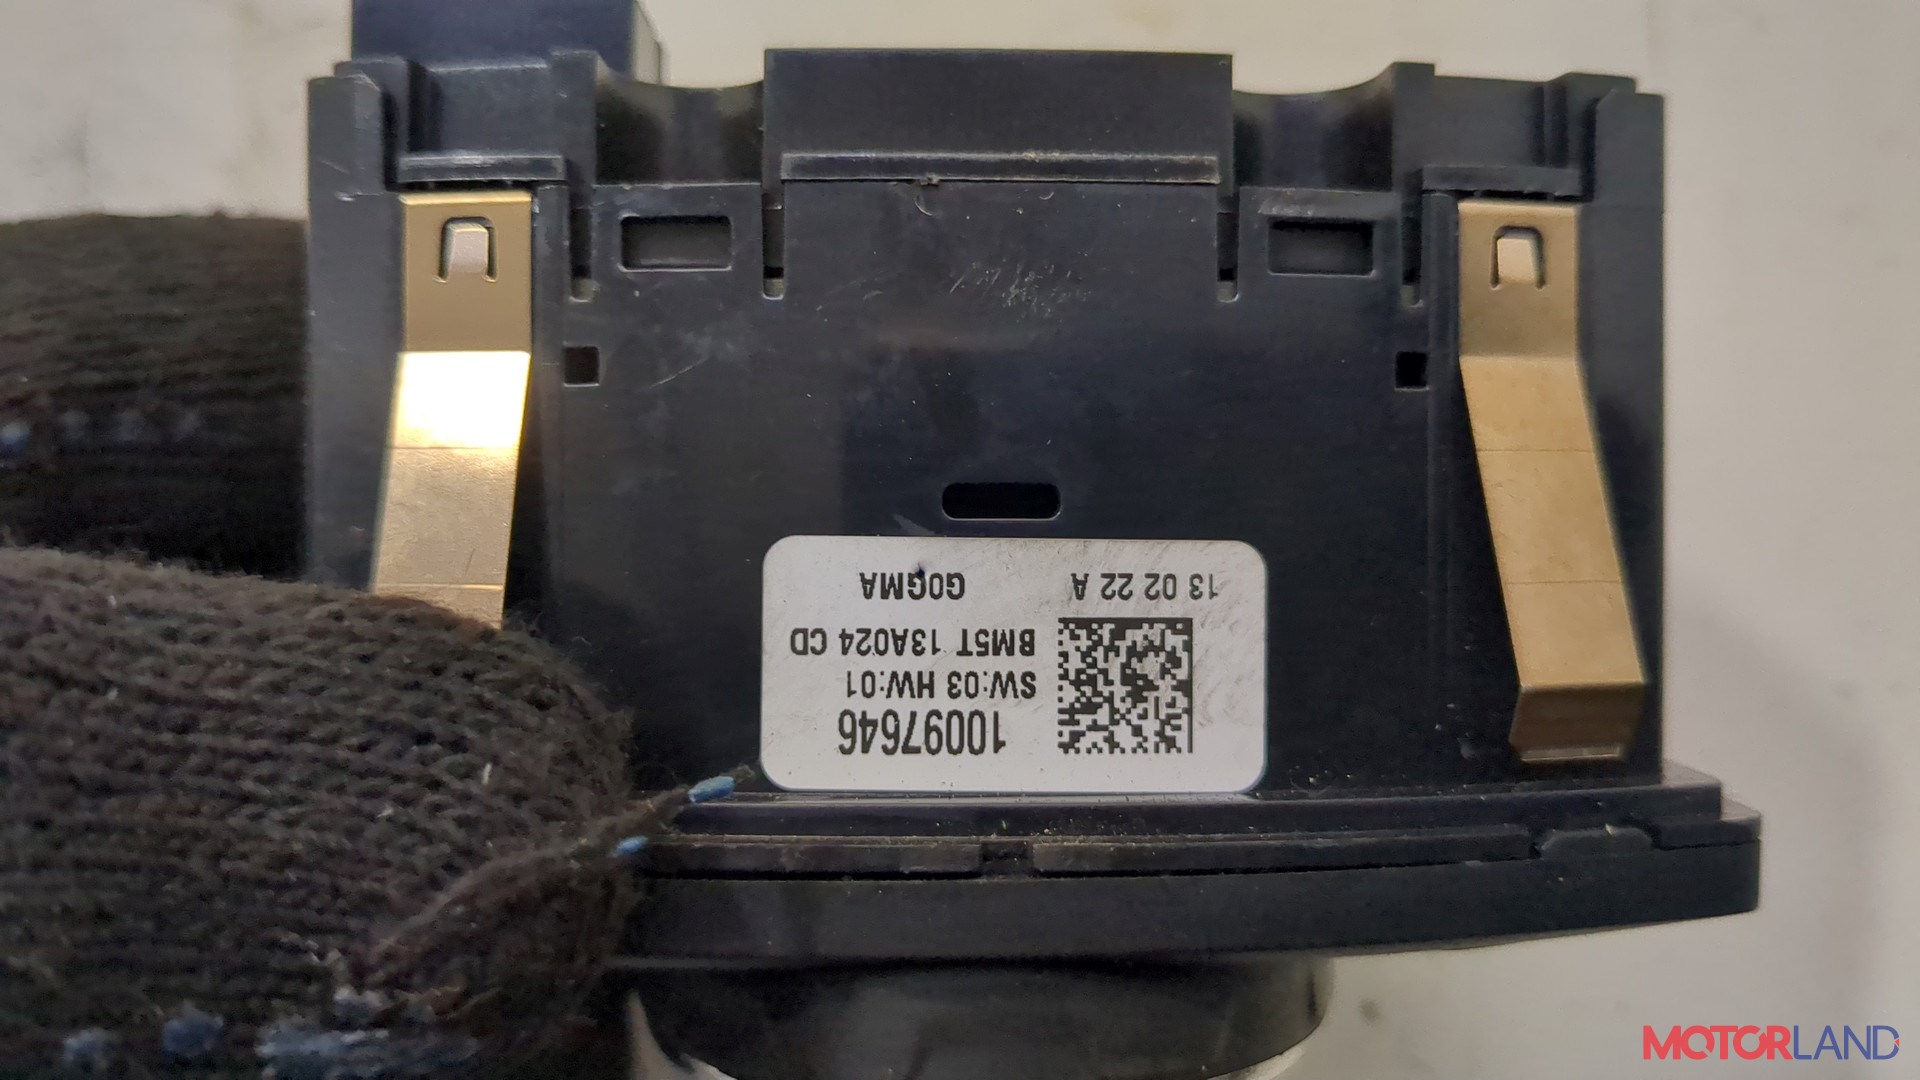 10097646
SW:03 HW:01
BM5T 13A024 CD
13 02 22 A G0GMA
MOTORLAND